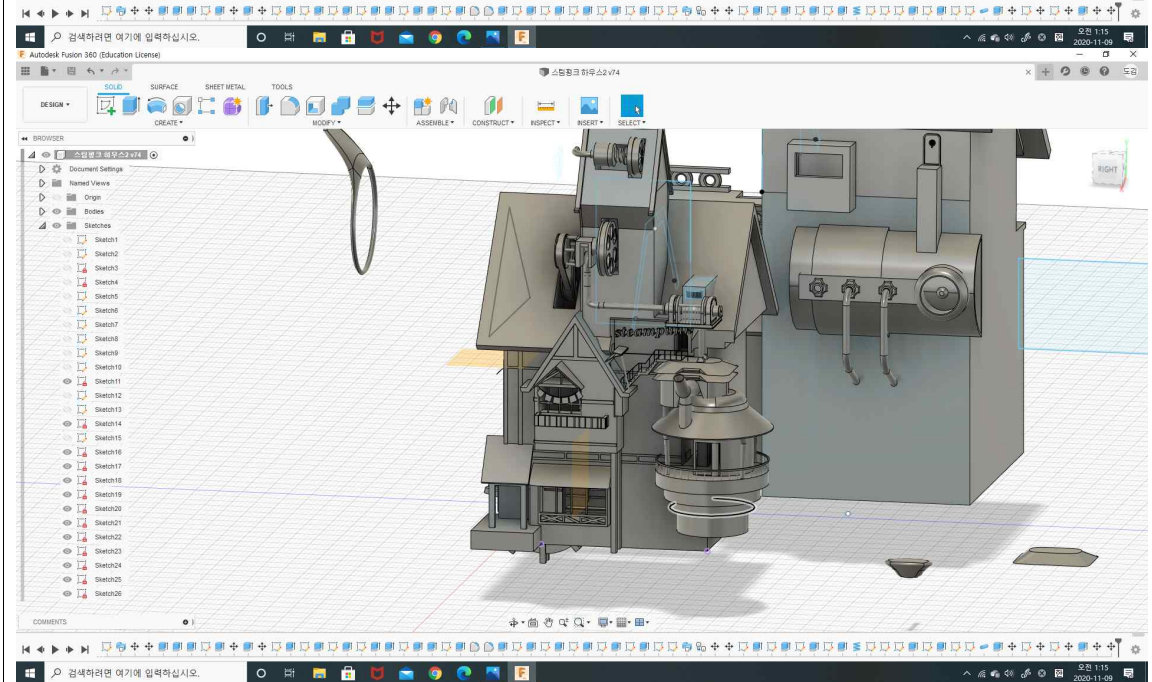 검색하려면 여기에 입력하십시오.
오전 1:15
2020-11-09
Autodesk Fusion 360 (Education License)
스팀펑크 하우스2 v74
도김
SOLID SURFACE SHEET METAL TOOLS
DESIGN
CREATE MODIFY ASSEMBLE CONSTRUCT INSPECT INSERT SELECT
BROWSER
스팀펑크 하우스2 v74
Document Settings
Named Views
Origin
Bodies
Sketches
Sketch1
Sketch2
Sketch3
Sketch4
Sketch5
Sketch6
Sketch7
Sketch8
Sketch9
Sketch10
Sketch11
Sketch12
Sketch13
Sketch14
Sketch15
Sketch16
Sketch17
Sketch18
Sketch19
Sketch20
Sketch21
Sketch22
Sketch23
Sketch24
Sketch25
Sketch26
RIGHT
COMMENTS
검색하려면 여기에 입력하십시오.
오전 1:15
2020-11-09